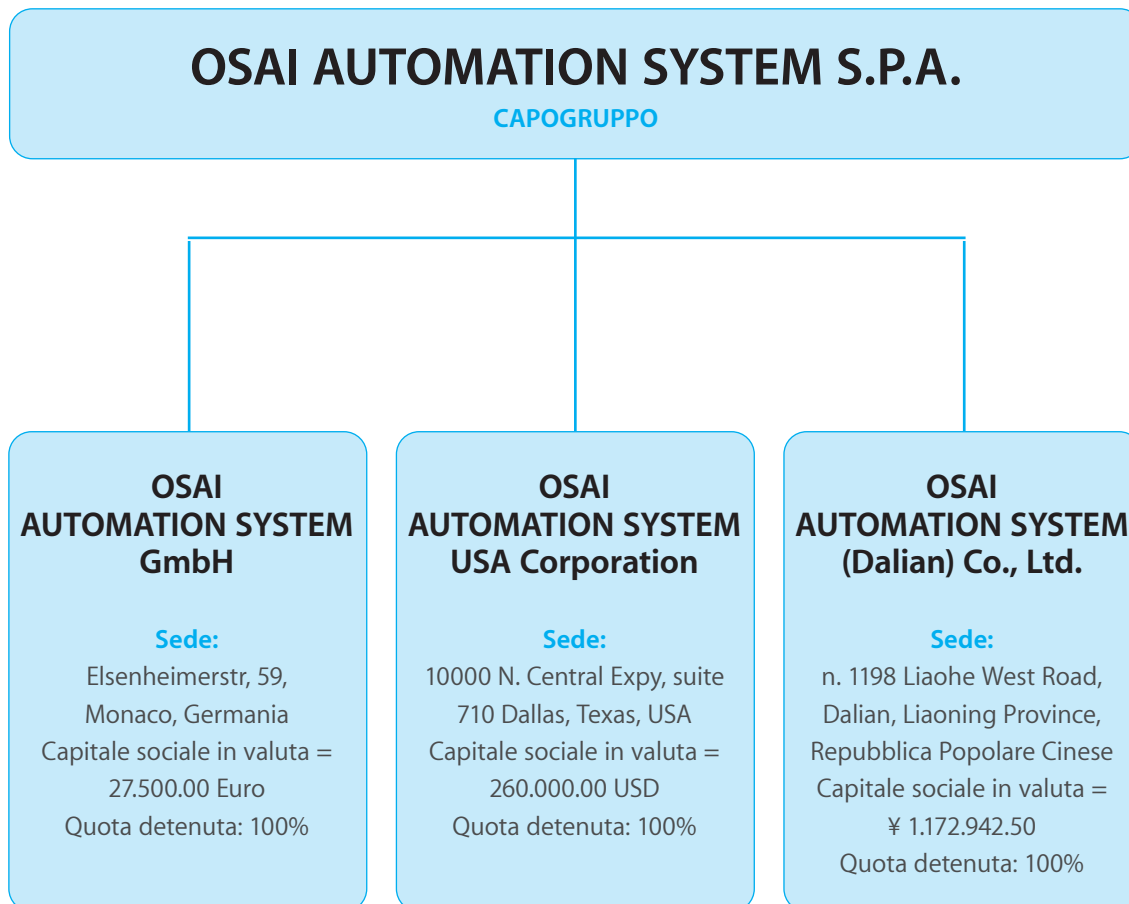 OSAI AUTOMATION SYSTEM S.P.A.
CAPOGRUPPO
OSAI
AUTOMATION SYSTEM
GmbH
Sede:
Elsenheimerstr, 59,
Monaco, Germania
Capitale sociale in valuta =
27.500.00 Euro
Quota detenuta: 100%
OSAI
AUTOMATION SYSTEM
USA Corporation
Sede:
10000 N. Central Expy, suite
710 Dallas, Texas, USA
Capitale sociale in valuta =
260.000.00 USD
Quota detenuta: 100%
OSAI
AUTOMATION SYSTEM
(Dalian) Co., Ltd.
Sede:
n. 1198 Liaohe West Road,
Dalian, Liaoning Province,
Repubblica Popolare Cinese
Capitale sociale in valuta =
¥ 1.172.942.50
Quota detenuta: 100%